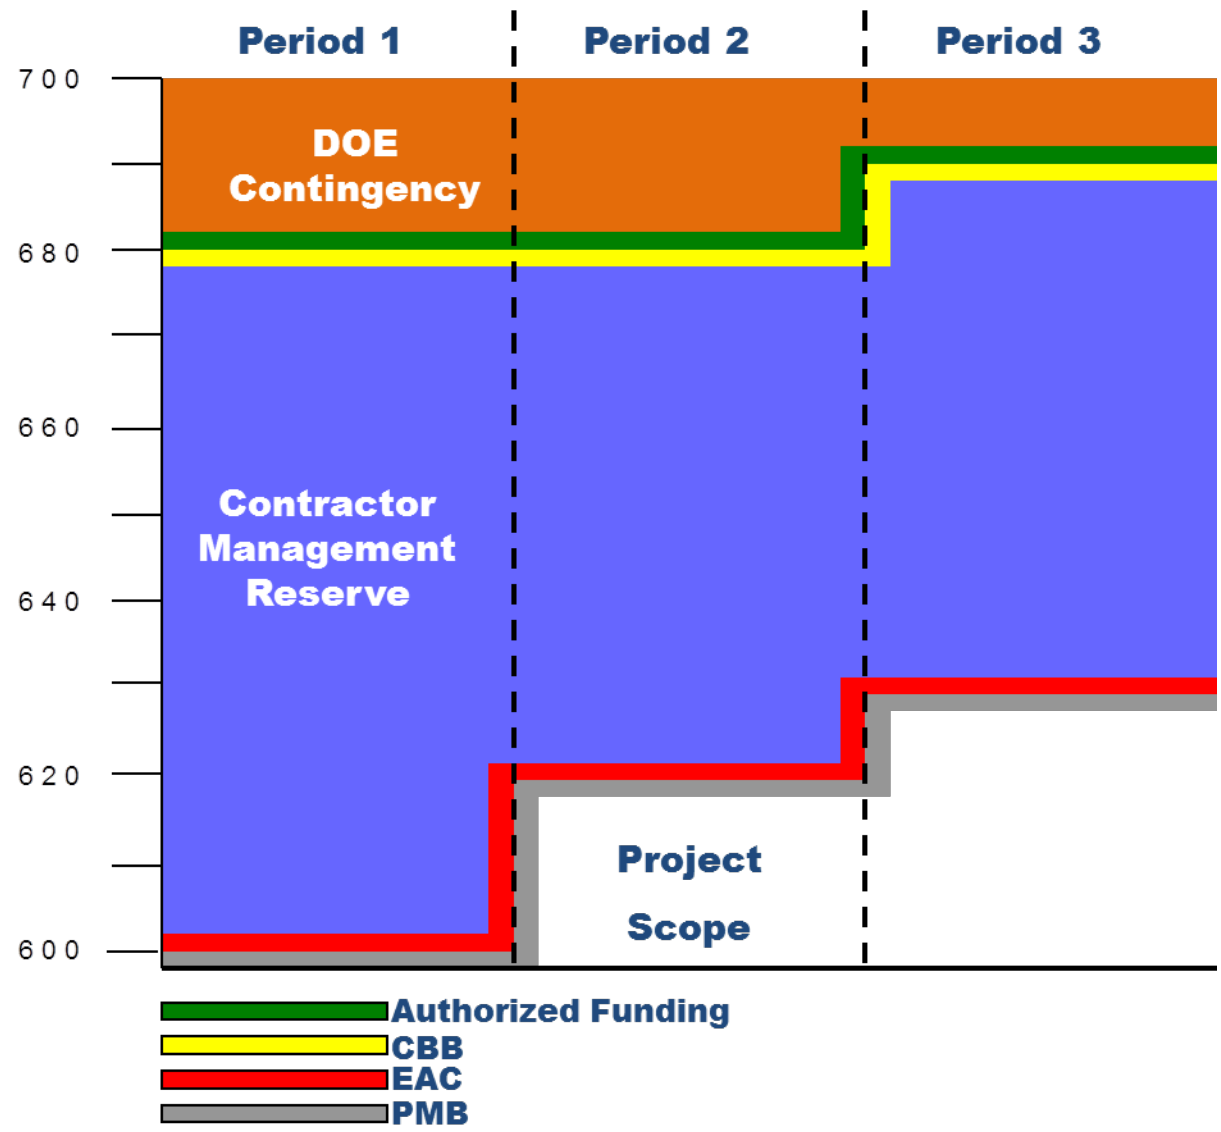 Period 1 Period 2 Period 3
700
DOE
Contingency
680
660
Contractor
Management
Reserve
640
620
Project
Scope
600
Authorized Funding
CBB
EAC
PMB